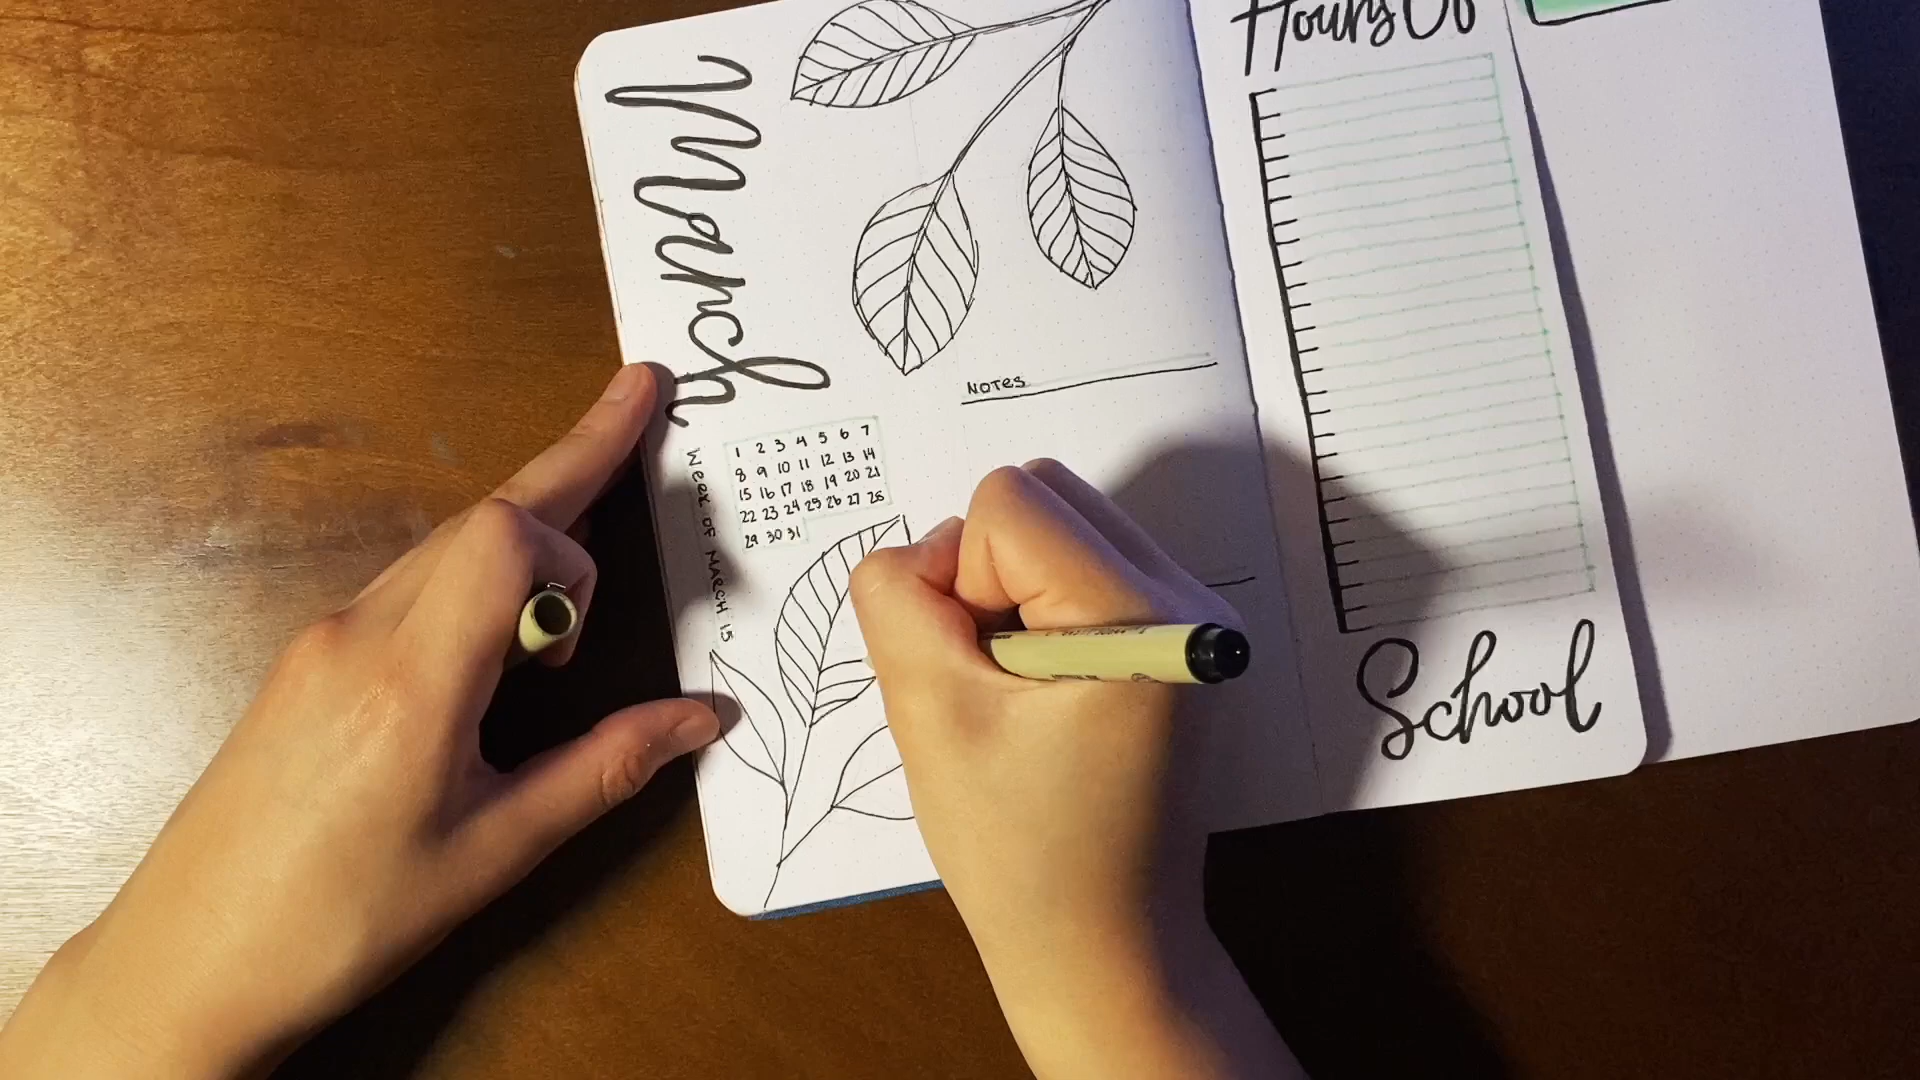 March
Week of March 15
1 2 3 4 5 6 7
8 9 10 11 12 13 14
15 16 17 18 19 20 21
22 23 24 25 26 27 28
29 30 31
Notes
Hours Of
School